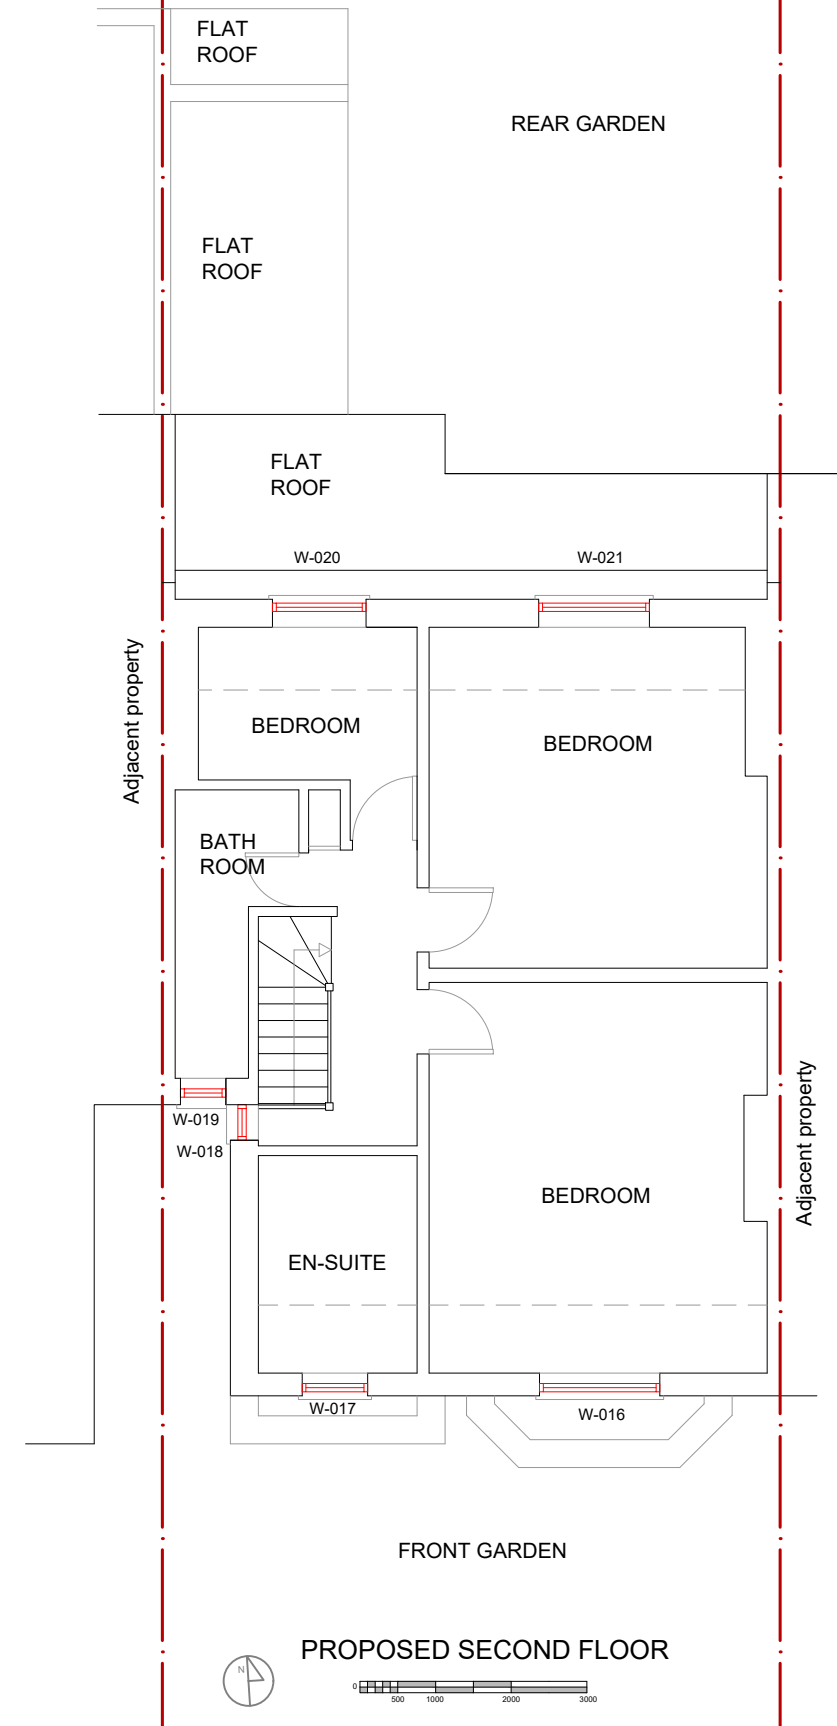 FLAT
ROOF
REAR GARDEN
FLAT
ROOF
FLAT
ROOF
W-020
W-021
Adjacent property
BEDROOM
BEDROOM
BATH
ROOM
Adjacent property
W-019
W-018
BEDROOM
EN-SUITE
W-017
W-016
FRONT GARDEN
PROPOSED SECOND FLOOR
N
0
500
1000
2000
3000